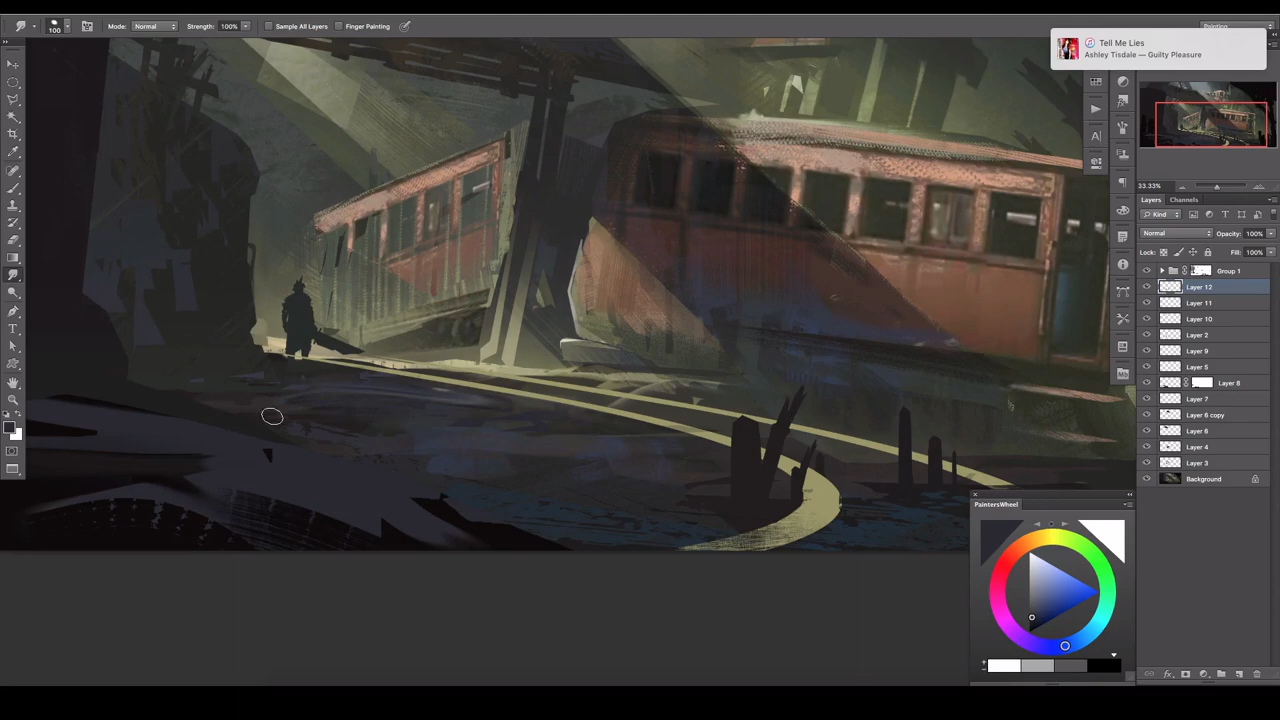 100
Mode: Normal
Strength: 100%
Sample All Layers
Finger Painting
Painting
Tell Me Lies
Ashley Tisdale — Guilty Pleasure
33.33%
Layers
Channels
Kind
Normal
Opacity: 100%
Lock:
Fill: 100%
Group 1
Layer 12
Layer 11
Layer 10
Layer 2
Layer 9
Layer 5
Layer 8
Layer 7
Layer 6 copy
Layer 6
Layer 4
Layer 3
Background
PaintersWheel